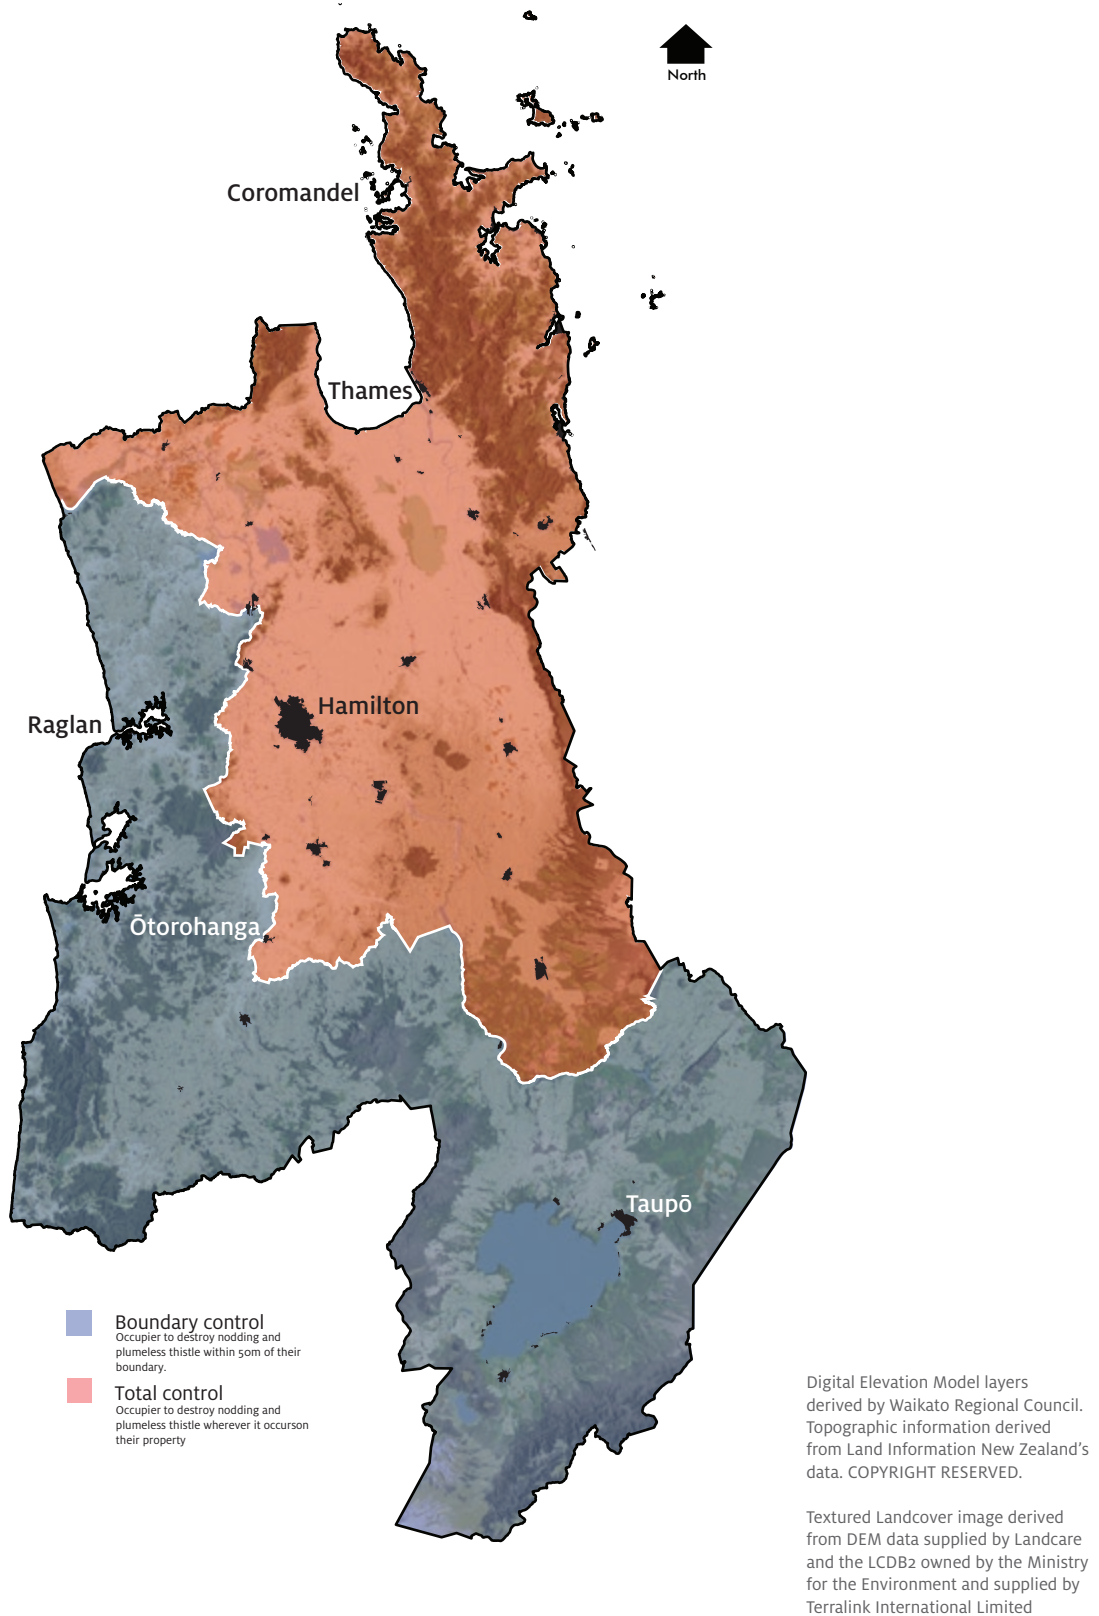 North
Coromandel
Thames
Hamilton
Raglan
Ōtorohanga
Taupō
Boundary control
Occupier to destroy nodding and
plumeless thistle within 50m of their
boundary.
Total control
Occupier to destroy nodding and
plumeless thistle wherever it occurson
their property
Digital Elevation Model layers
derived by Waikato Regional Council.
Topographic information derived
from Land Information New Zealand's
data. COPYRIGHT RESERVED.
Textured Landcover image derived
from DEM data supplied by Landcare
and the LCDB2 owned by the Ministry
for the Environment and supplied by
Terralink International Limited